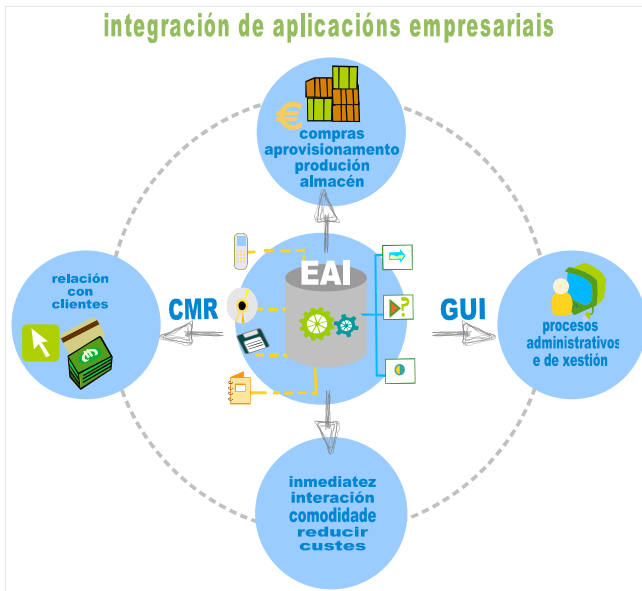 integración de aplicacións empresariais
compras
aprovisionamento
produción
almacén
EAI
relación
con
clientes
CMR
GUI
procesos
administrativos
e de xestión
inmediatez
interación
comodidade
reducir
custes